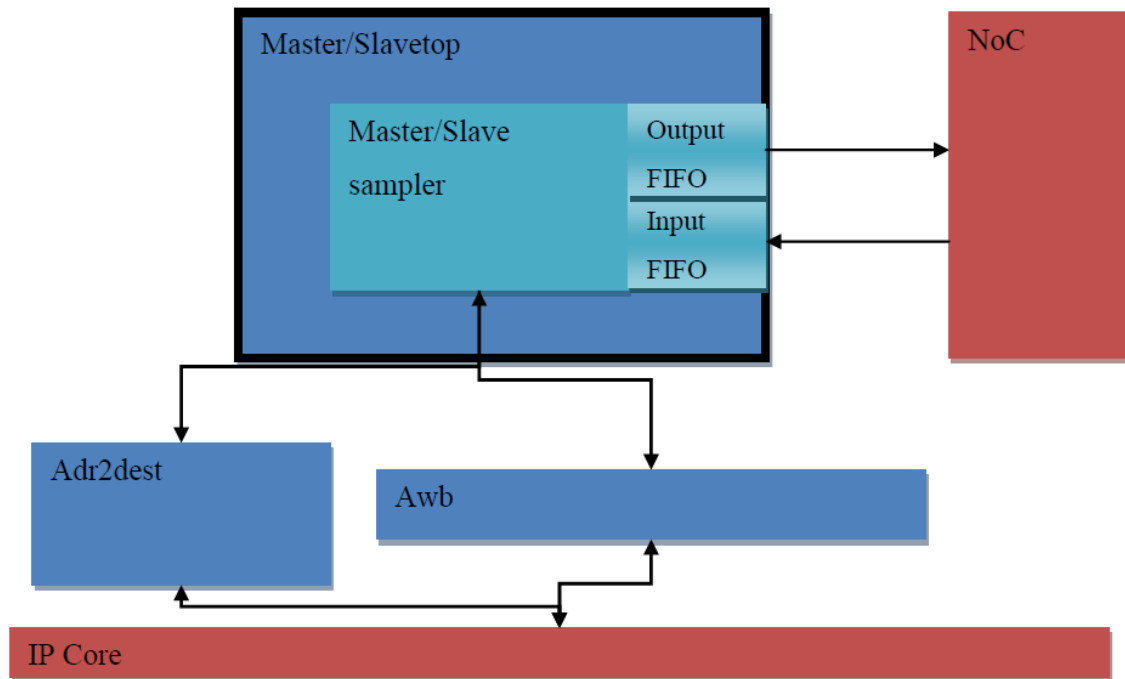 Master/Slavetop
NoC
Master/Slave
sampler
Output
FIFO
Input
FIFO
Adr2dest
Awb
IP Core